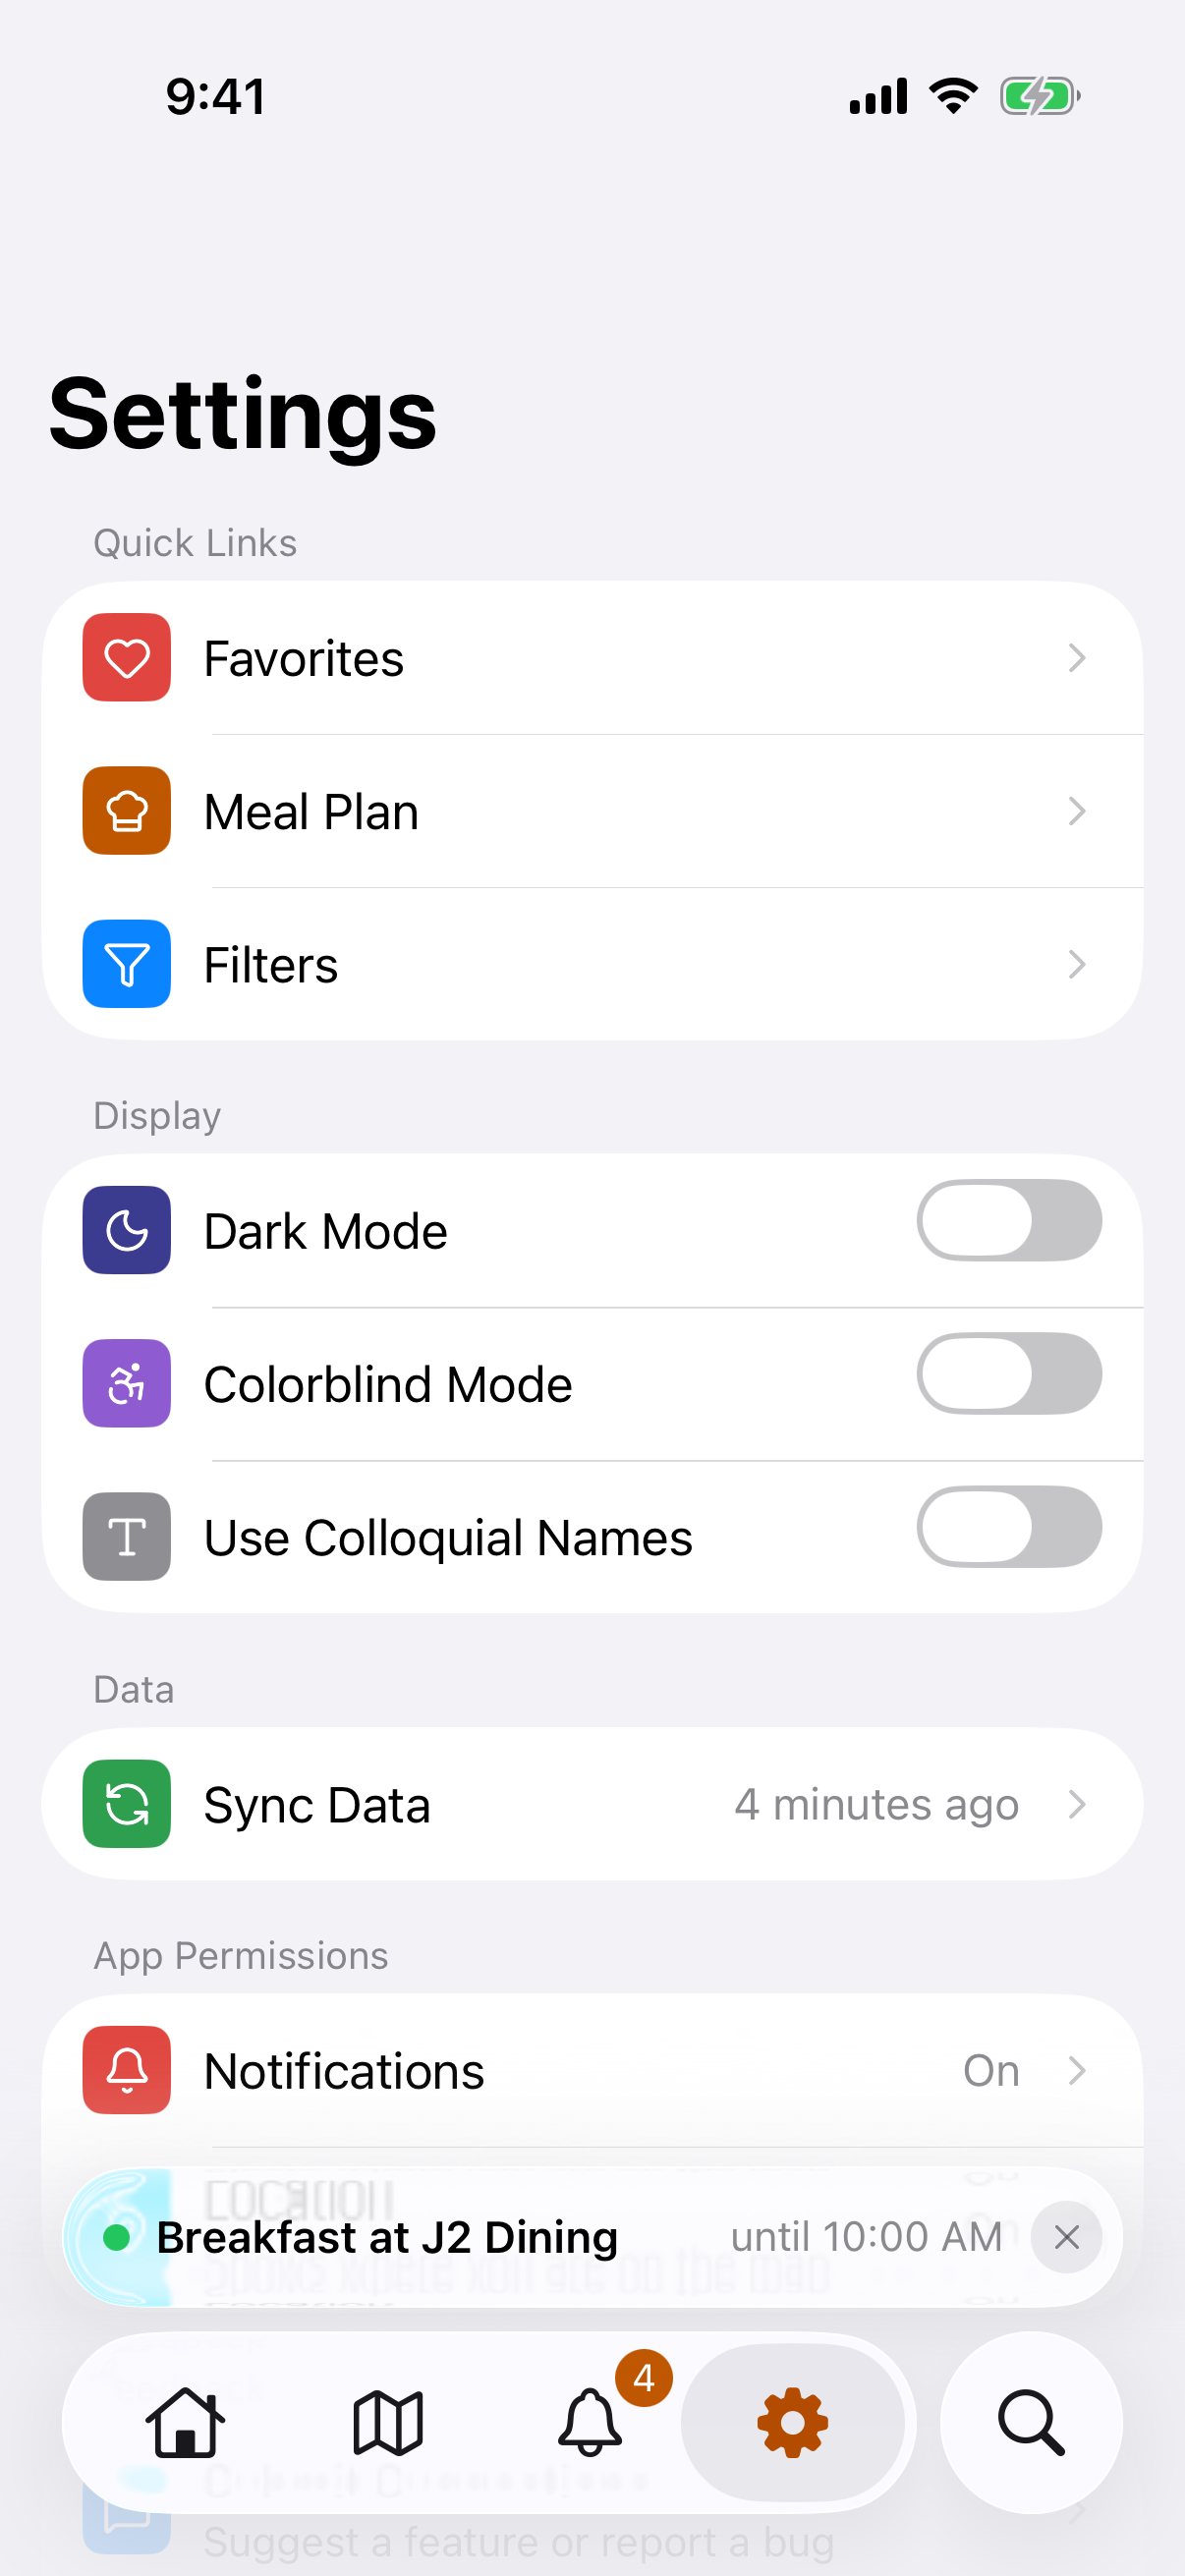 9:41
Settings
Quick Links
Favorites
Meal Plan
Filters
Display
Dark Mode
Colorblind Mode
Use Colloquial Names
Data
Sync Data 4 minutes ago
App Permissions
Notifications On
Location
Breakfast at J2 Dining until 10:00 AM
4
Suggest a feature or report a bug